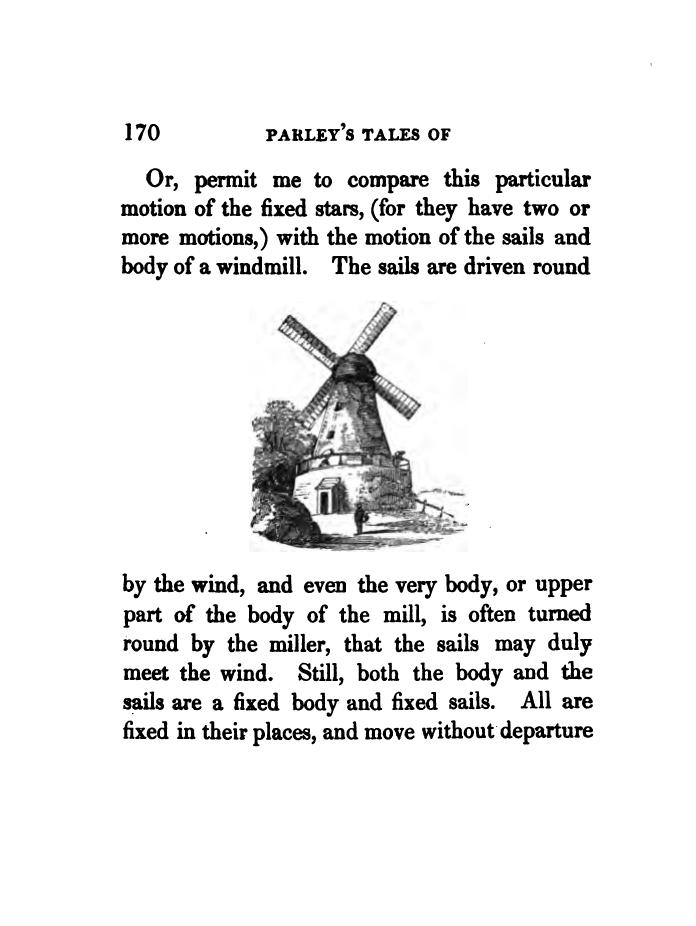 170 PARLEY'S TALES OF
Or, permit me to compare this particular
motion of the fixed stars, (for they have two or
more motions,) with the motion of the sails and
body of a windmill. The sails are driven round
by the wind, and even the very body, or upper
part of the body of the mill, is often turned
round by the miller, that the sails may duly
meet the wind. Still, both the body and the
sails are a fixed body and fixed sails. All are
fixed in their places, and move without departure